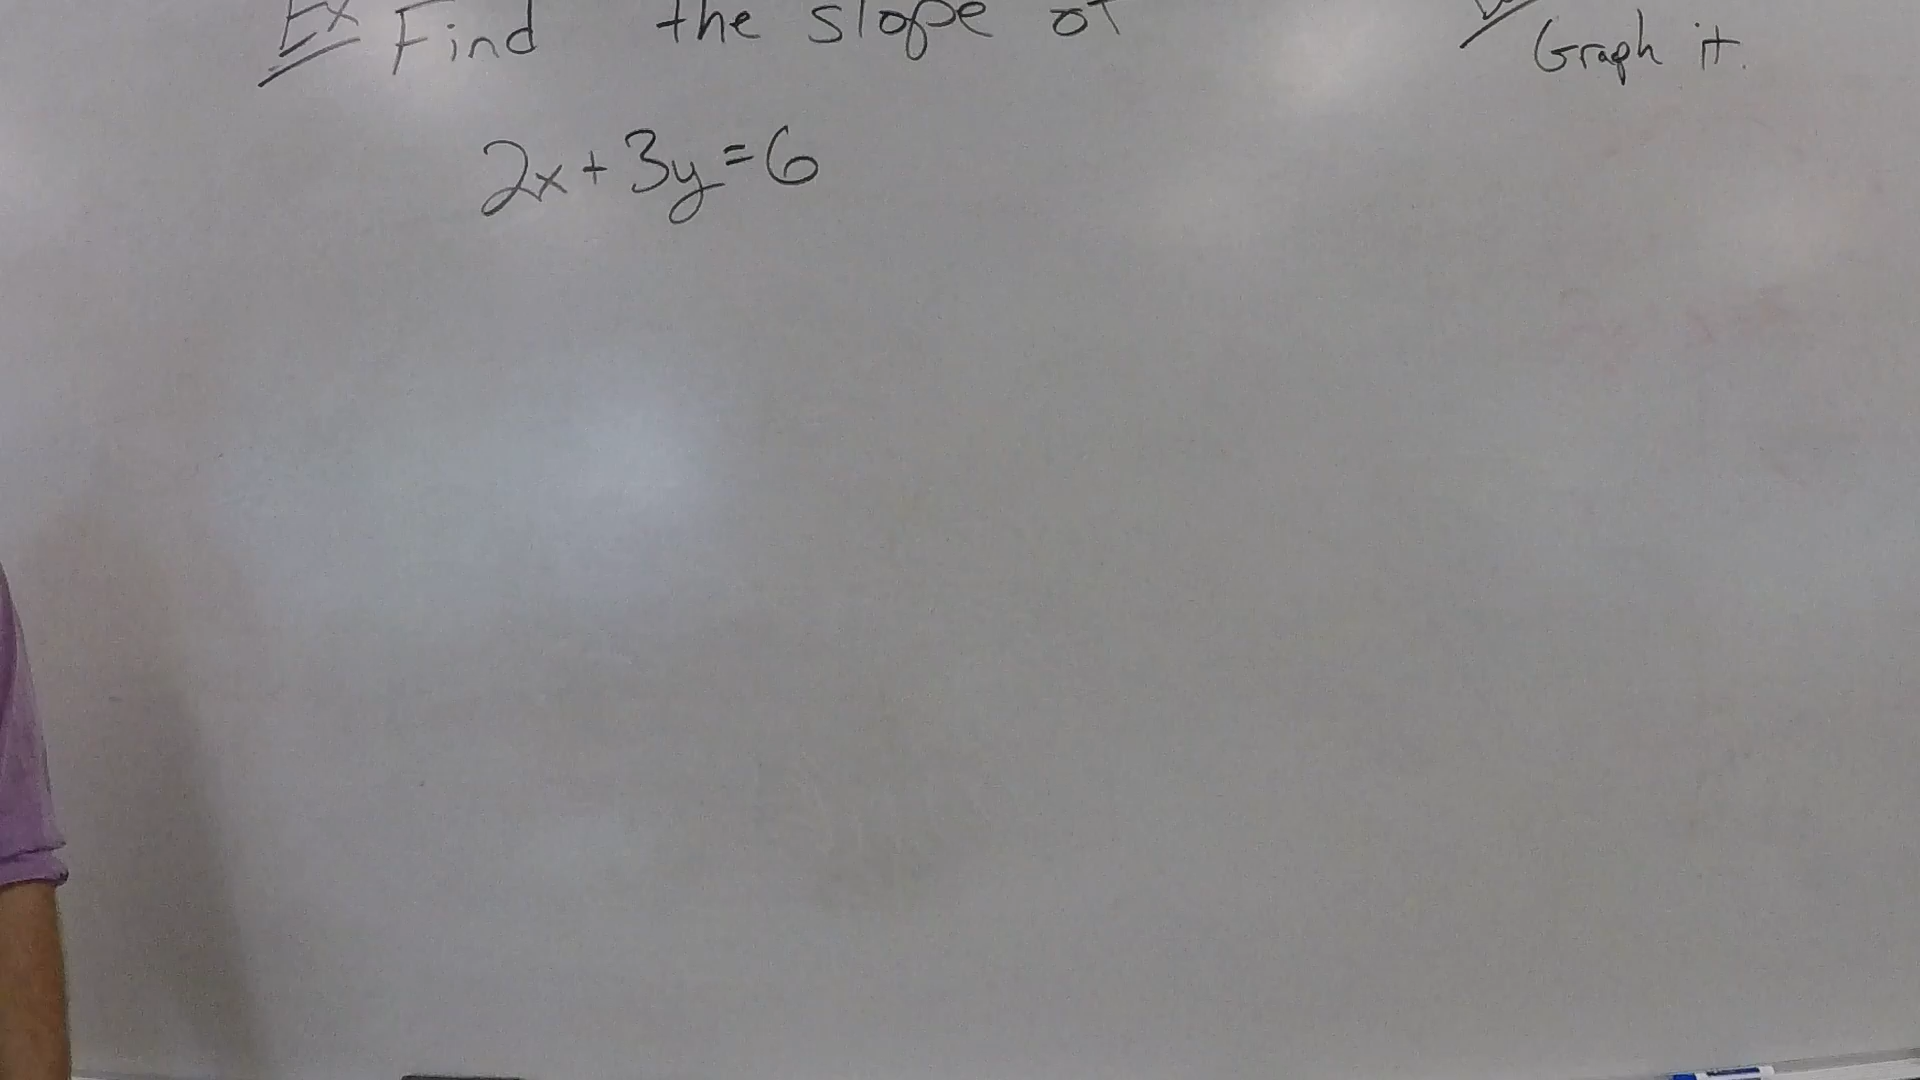 Ex Find the slope of
2x+3y=6
Graph it.